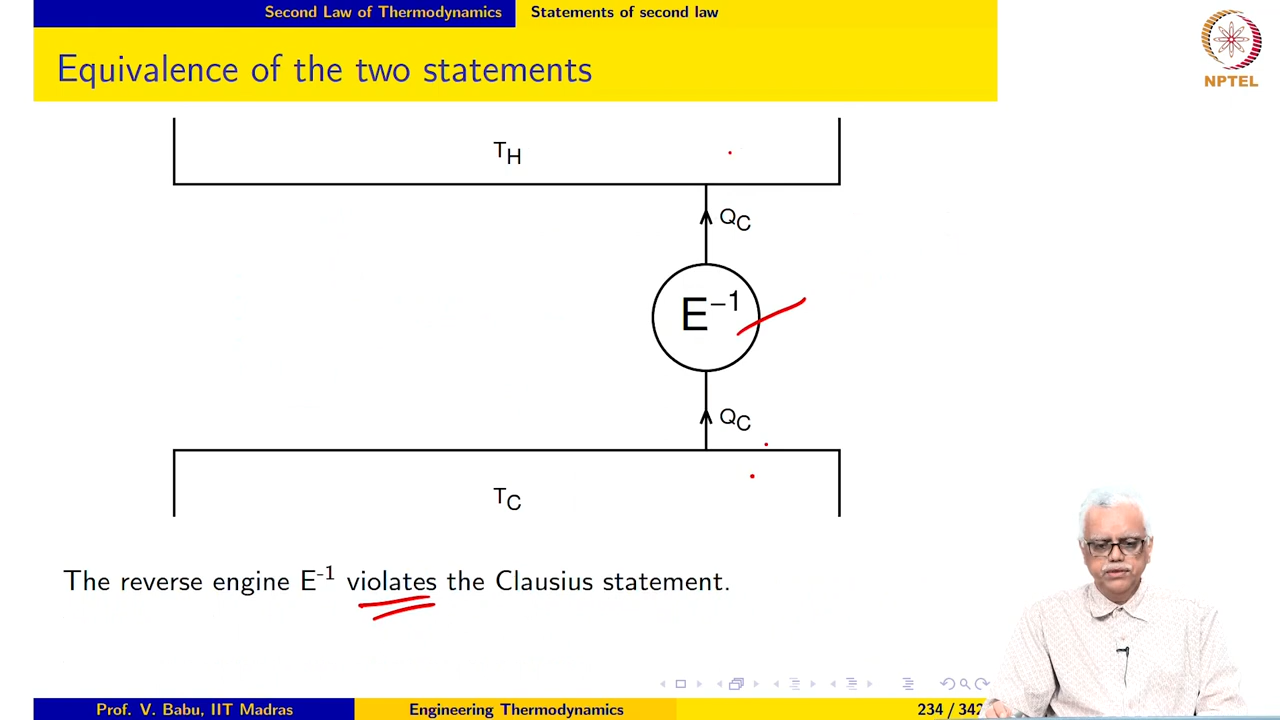 Second Law of Thermodynamics Statements of second law
Equivalence of the two statements
NPTEL
TH
QC
E-1
QC
TC
The reverse engine E-1 violates the Clausius statement.
Prof. V. Babu, IIT Madras Engineering Thermodynamics 234 / 342